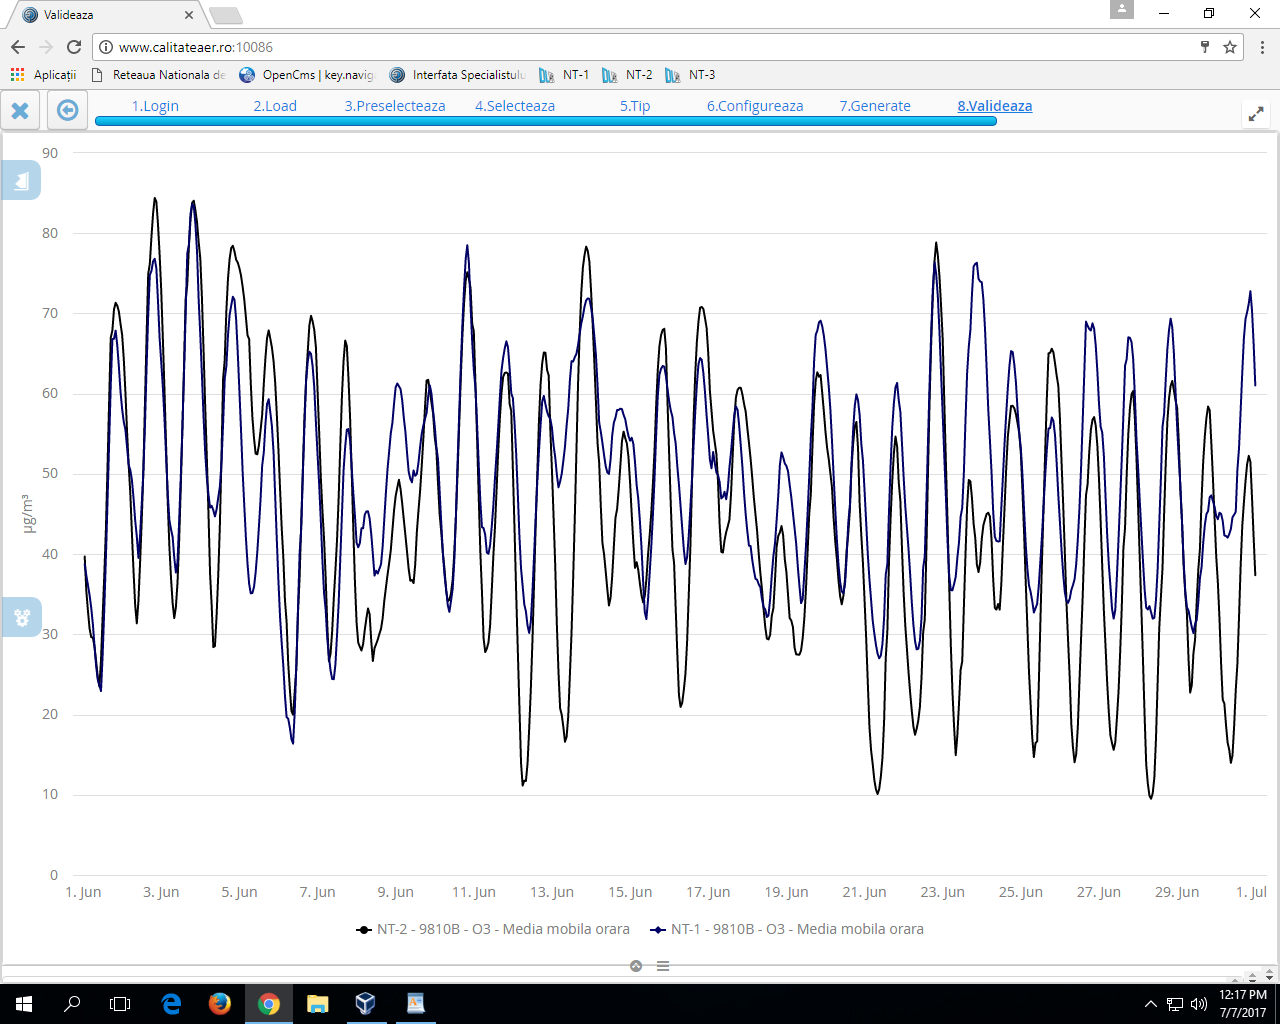 Valideaza
www.calitateaer.ro:10086
Aplicații Reteaua Nationala de OpenCms | key.navig Interfata Specialistulu NT-1 NT-2 NT-3
1.Login 2.Load 3.Preselecteaza 4.Selecteaza 5.Tip 6.Configureaza 7.Generate 8.Valideaza
90
80
70
60
50
40
30
20
10
0
µg/m³
1. Jun 3. Jun 5. Jun 7. Jun 9. Jun 11. Jun 13. Jun 15. Jun 17. Jun 19. Jun 21. Jun 23. Jun 25. Jun 27. Jun 29. Jun 1. Jul
NT-2 - 9810B - O3 - Media mobila orara NT-1 - 9810B - O3 - Media mobila orara
12:17 PM
7/7/2017